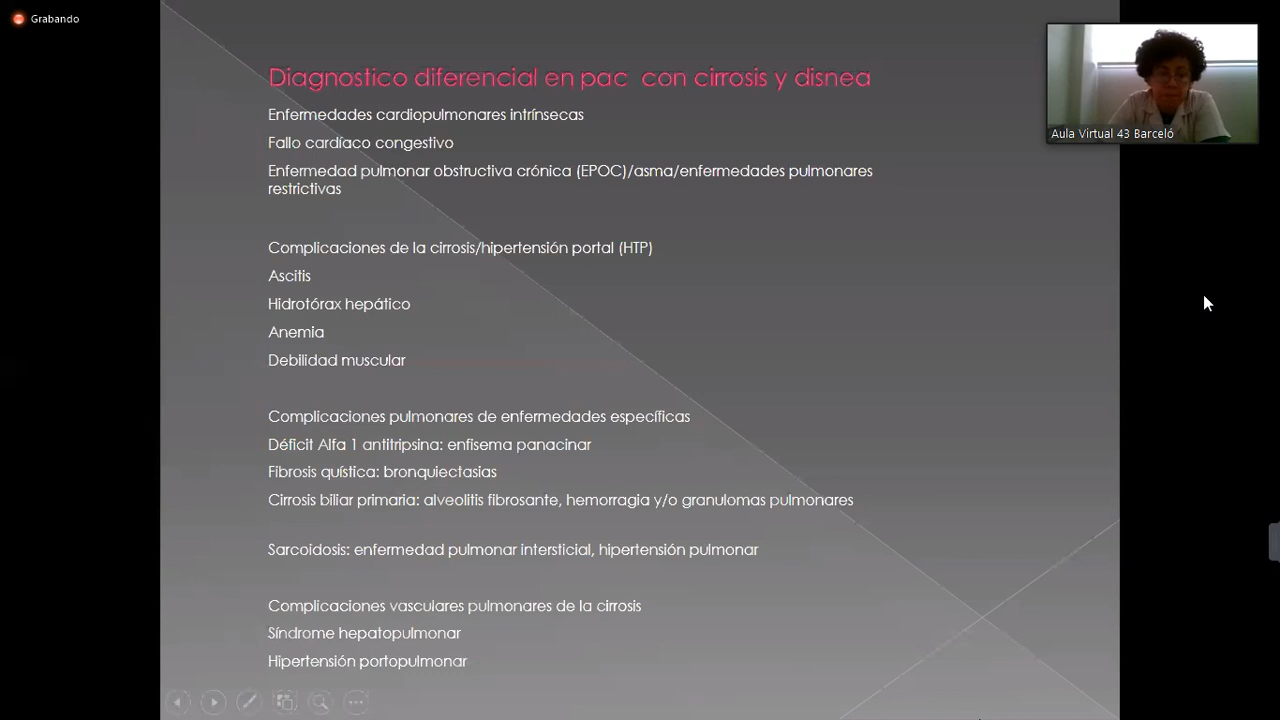 Grabando
Diagnostico diferencial en pac con cirrosis y disnea
Enfermedades cardiopulmonares intrínsecas
Fallo cardíaco congestivo
Enfermedad pulmonar obstructiva crónica (EPOC)/asma/enfermedades pulmonares
restrictivas
Complicaciones de la cirrosis/hipertensión portal (HTP)
Ascitis
Hidrotórax hepático
Anemia
Debilidad muscular
Complicaciones pulmonares de enfermedades específicas
Déficit Alfa 1 antitripsina: enfisema panacinar
Fibrosis quística: bronquiectasias
Cirrosis biliar primaria: alveolitis fibrosante, hemorragia y/o granulomas pulmonares
Sarcoidosis: enfermedad pulmonar intersticial, hipertensión pulmonar
Complicaciones vasculares pulmonares de la cirrosis
Síndrome hepatopulmonar
Hipertensión portopulmonar
Aula Virtual 43 Barceló